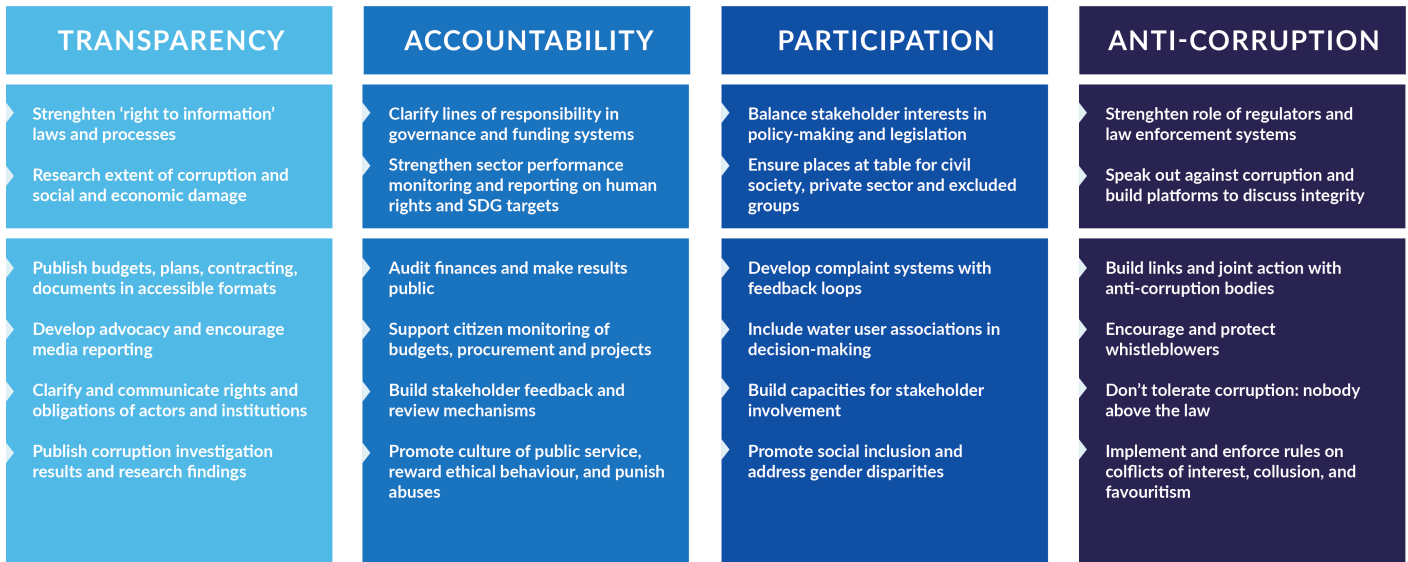 TRANSPARENCY
Strenghten ‘right to information’
laws and processes
Research extent of corruption and
social and economic damage
Publish budgets, plans, contracting,
documents in accessible formats
Develop advocacy and encourage
media reporting
Clarify and communicate rights and
obligations of actors and institutions
Publish corruption investigation
results and research findings
ACCOUNTABILITY
Clarify lines of responsibility in
governance and funding systems
Strengthen sector performance
monitoring and reporting on human
rights and SDG targets
Audit finances and make results
public
Support citizen monitoring of
budgets, procurement and projects
Build stakeholder feedback and
review mechanisms
Promote culture of public service,
reward ethical behaviour, and punish
abuses
PARTICIPATION
Balance stakeholder interests in
policy-making and legislation
Ensure places at table for civil
society, private sector and excluded
groups
Develop complaint systems with
feedback loops
Include water user associations in
decision-making
Build capacities for stakeholder
involvement
Promote social inclusion and
address gender disparities
ANTI-CORRUPTION
Strenghten role of regulators and
law enforcement systems
Speak out against corruption and
build platforms to discuss integrity
Build links and joint action with
anti-corruption bodies
Encourage and protect
whistleblowers
Don’t tolerate corruption: nobody
above the law
Implement and enforce rules on
colflicts of interest, collusion, and
favouritism